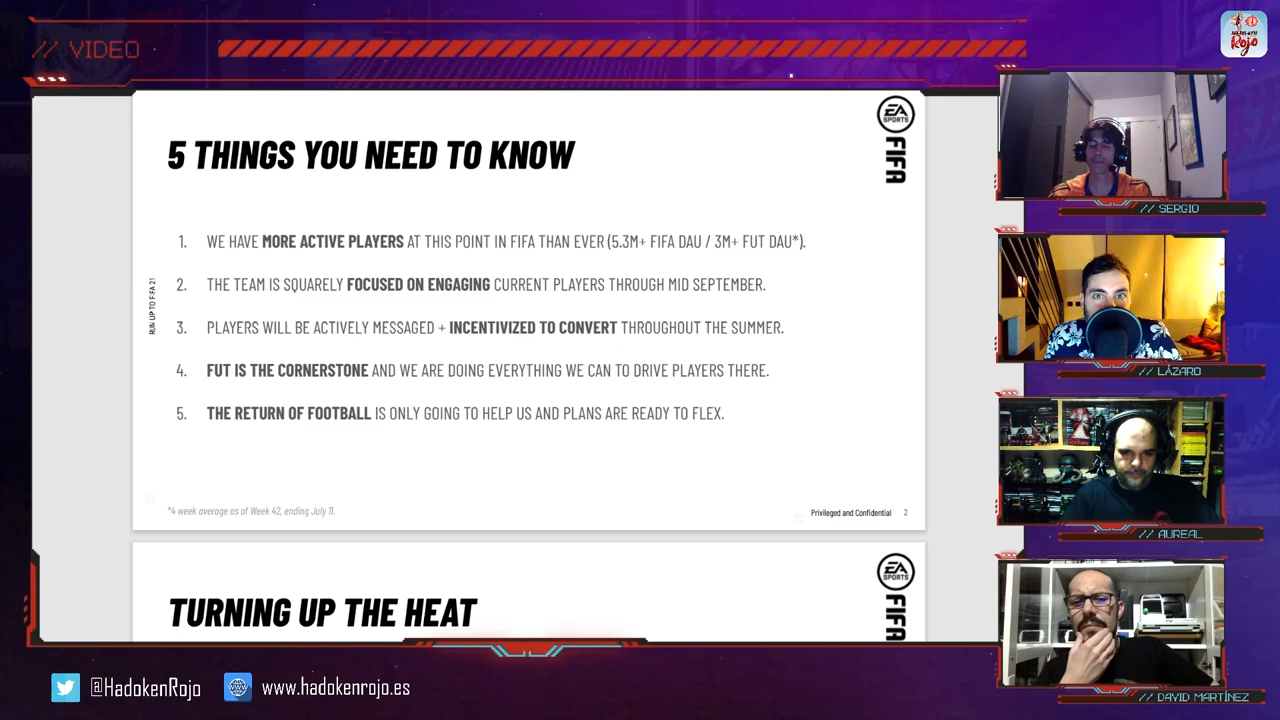 // VIDEO
HADOKEN
Rojo
5 THINGS YOU NEED TO KNOW
EA
SPORTS
FIFA
1. WE HAVE MORE ACTIVE PLAYERS AT THIS POINT IN FIFA THAN EVER (5.3M+ FIFA DAU / 3M+ FUT DAU*).
2. THE TEAM IS SQUARELY FOCUSED ON ENGAGING CURRENT PLAYERS THROUGH MID SEPTEMBER.
RUN UP TO FIFA 21
3. PLAYERS WILL BE ACTIVELY MESSAGED + INCENTIVIZED TO CONVERT THROUGHOUT THE SUMMER.
4. FUT IS THE CORNERSTONE AND WE ARE DOING EVERYTHING WE CAN TO DRIVE PLAYERS THERE.
5. THE RETURN OF FOOTBALL IS ONLY GOING TO HELP US AND PLANS ARE READY TO FLEX.
*4 week average as of Week 42, ending July 11.
Privileged and Confidential 2
TURNING UP THE HEAT
EA
SPORTS
FIFA
// SERGIO
// LÁZARO
// AUREAL
// DAVID MARTÍNEZ
@HadokenRojo
www.hadokenrojo.es